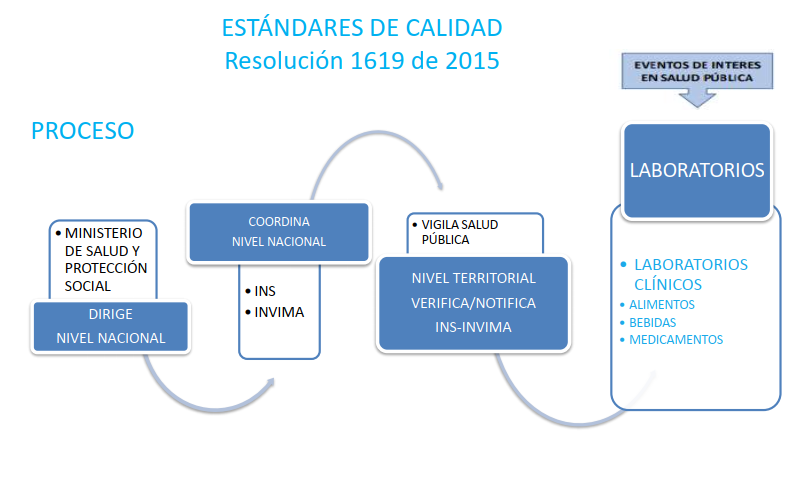 ESTÁNDARES DE CALIDAD
Resolución 1619 de 2015
PROCESO
• MINISTERIO
DE SALUD Y
PROTECCIÓN
SOCIAL
DIRIGE
NIVEL NACIONAL
COORDINA
NIVEL NACIONAL
• INS
• INVIMA
• VIGILA SALUD
PÚBLICA
NIVEL TERRITORIAL
VERIFICA/NOTIFICA
INS-INVIMA
EVENTOS DE INTERES
EN SALUD PÚBLICA
LABORATORIOS
• LABORATORIOS
CLÍNICOS
• ALIMENTOS
• BEBIDAS
• MEDICAMENTOS